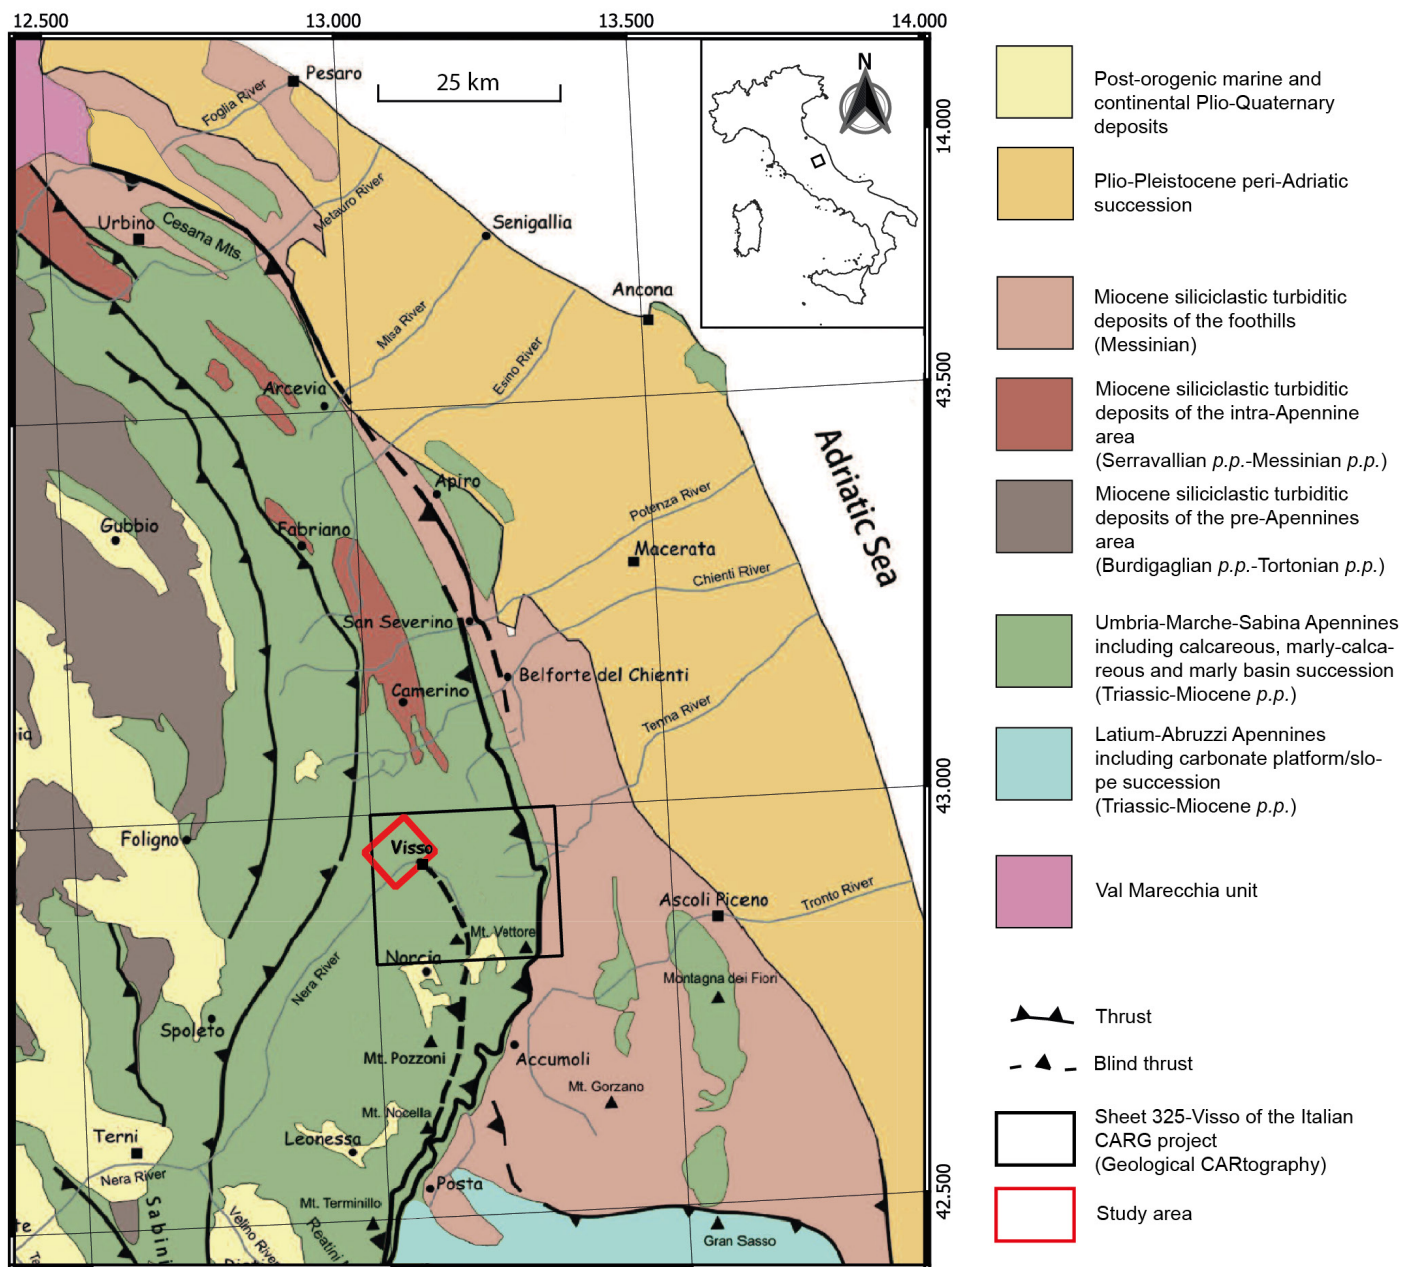 12.500
13.000
13.500
14.000
Pesaro
25 km
N
Foglia River
14.000
Metauro River
Urbino
Cesana Mts.
Senigallia
Ancona
Misa River
Esino River
43.500
Arcevia
Adriatic Sea
Apiro
Potenza River
Gubbio
Fabriano
Macerata
Chienti River
San Severino
Belforte del Chienti
Camerino
Tenna River
43.000
Foligno
Visso
Ascoli Piceno
Tronto River
Mt. Vettore
Norcia
Montagna dei Fiori
Nera River
Spoleto
Mt. Pozzoni
Accumoli
Mt. Gorzano
Mt. Nocella
Terni
Leonessa
Nera River
Posta
42.500
Mt. Terminillo
Sabini
Velino River
Reatini
Gran Sasso
Post-orogenic marine and
continental Plio-Quaternary
deposits
Plio-Pleistocene peri-Adriatic
succession
Miocene siliciclastic turbiditic
deposits of the foothills
(Messinian)
Miocene siliciclastic turbiditic
deposits of the intra-Apennine
area
(Serravallian p.p.-Messinian p.p.)
Miocene siliciclastic turbiditic
deposits of the pre-Apennines
area
(Burdigaglian p.p.-Tortonian p.p.)
Umbria-Marche-Sabina Apennines
including calcareous, marly-calca-
reous and marly basin succession
(Triassic-Miocene p.p.)
Latium-Abruzzi Apennines
including carbonate platform/slo-
pe succession
(Triassic-Miocene p.p.)
Val Marecchia unit
Thrust
Blind thrust
Sheet 325-Visso of the Italian
CARG project
(Geological CARtography)
Study area